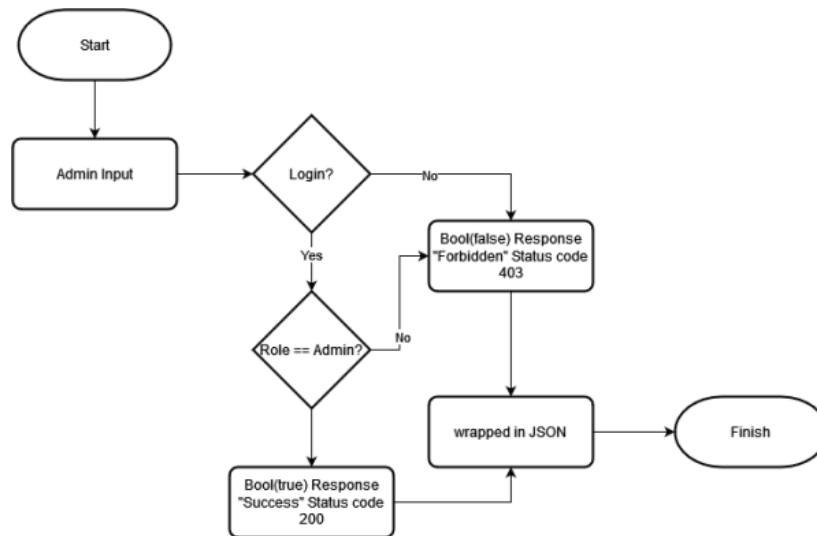 Start
Admin Input
Login?
No
Bool(false) Response
"Forbidden" Status code
403
Yes
Role == Admin?
No
wrapped in JSON
Finish
Bool(true) Response
"Success" Status code
200